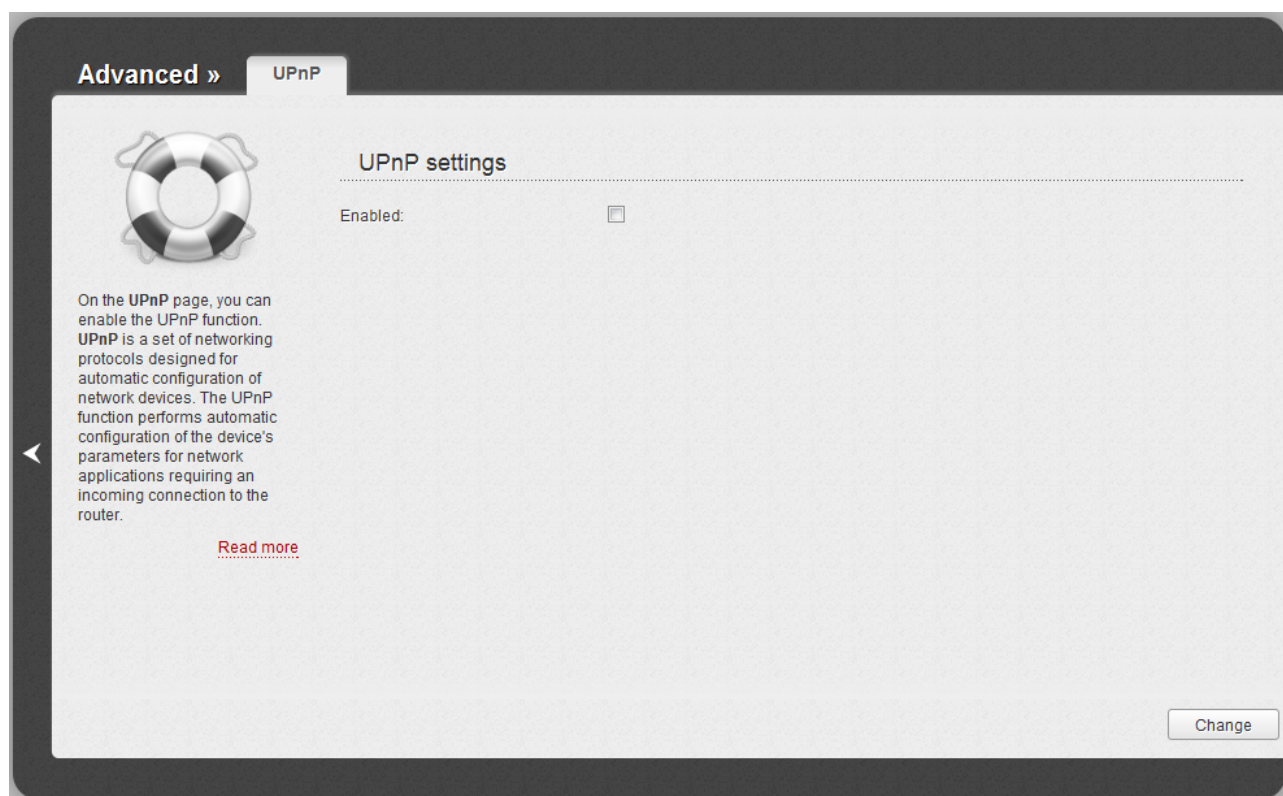 Advanced »
UPnP
UPnP settings
Enabled:
On the UPnP page, you can
enable the UPnP function.
UPnP is a set of networking
protocols designed for
automatic configuration of
network devices. The UPnP
function performs automatic
configuration of the device's
parameters for network
applications requiring an
incoming connection to the
router.
Read more
Change